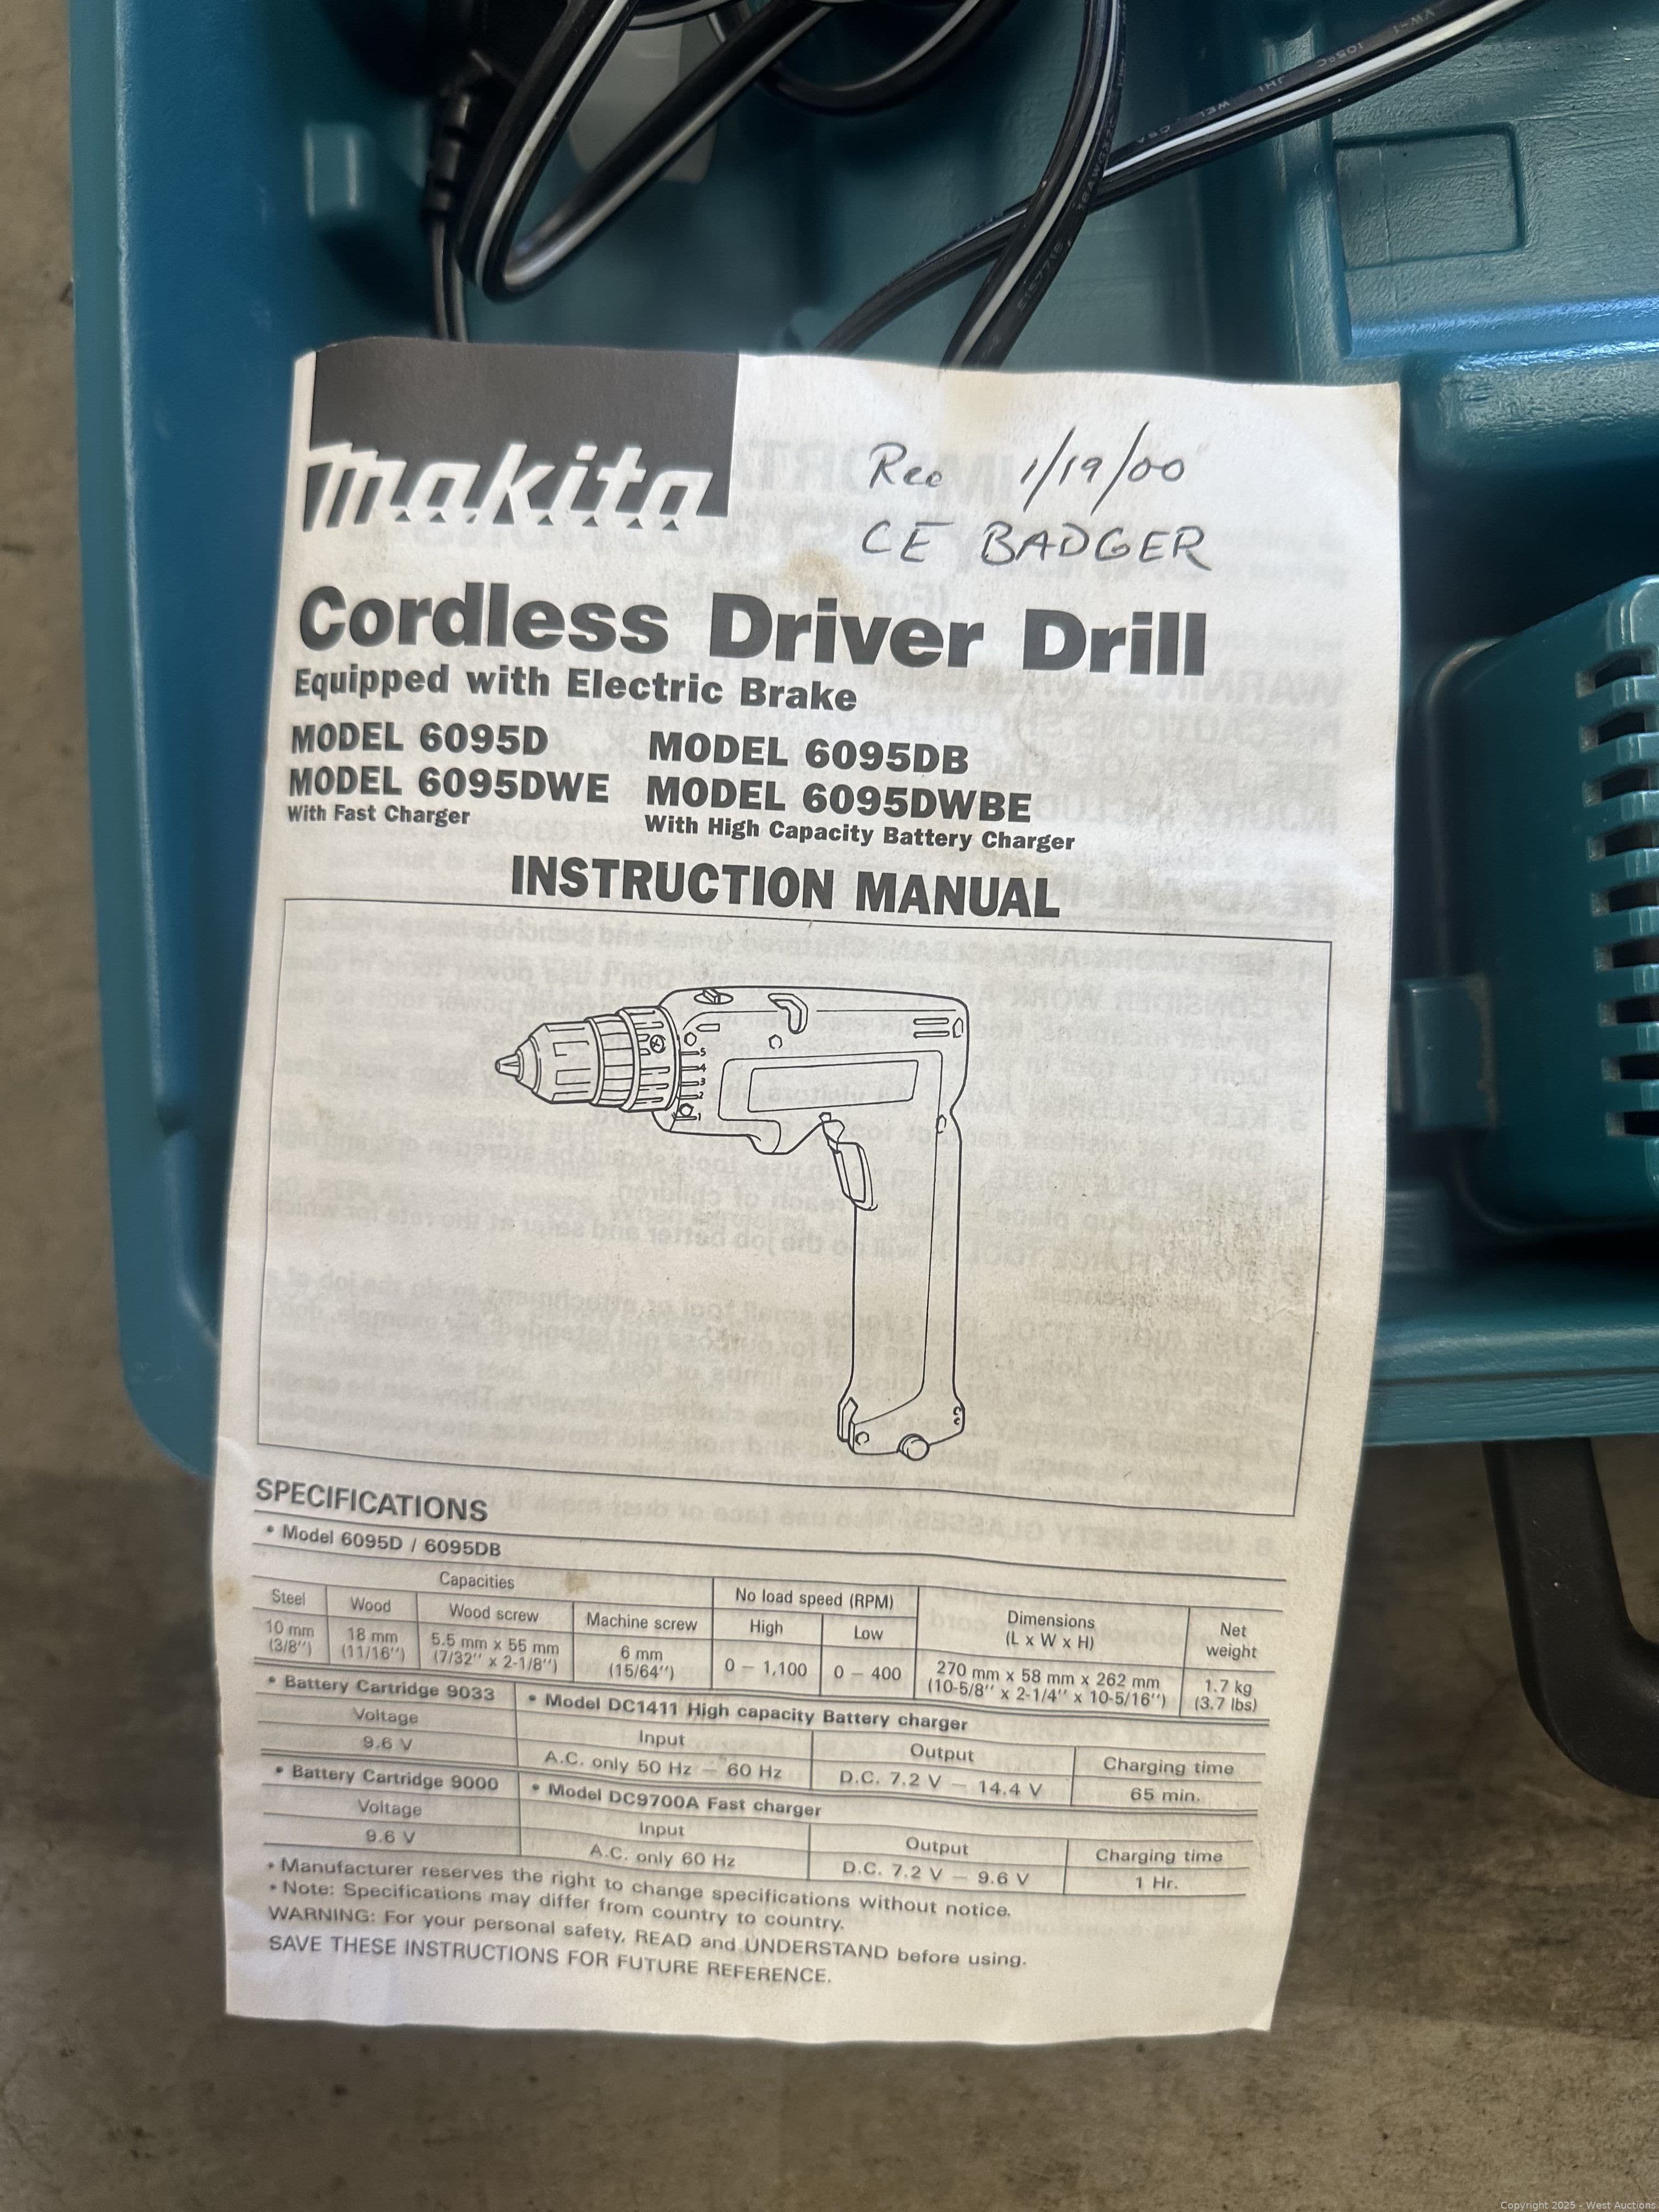 makita
Rec 1/19/00
CE BADGER
Cordless Driver Drill
Equipped with Electric Brake
MODEL 6095D MODEL 6095DB
MODEL 6095DWE MODEL 6095DWBE
With Fast Charger With High Capacity Battery Charger
INSTRUCTION MANUAL
5
4
3
2
1
SPECIFICATIONS
• Model 6095D / 6095DB
Capacities No load speed (RPM) Dimensions (L x W x H) Net weight
Steel Wood Wood screw Machine screw High Low
10 mm (3/8'') 18 mm (11/16'') 5.5 mm x 55 mm (7/32'' x 2-1/8'') 6 mm (15/64'') 0 – 1,100 0 – 400 270 mm x 58 mm x 262 mm (10-5/8'' x 2-1/4'' x 10-5/16'') 1.7 kg (3.7 lbs)
• Battery Cartridge 9033 • Model DC1411 High capacity Battery charger
Voltage Input Output Charging time
9.6 V A.C. only 50 Hz – 60 Hz D.C. 7.2 V – 14.4 V 65 min.
• Battery Cartridge 9000 • Model DC9700A Fast charger
Voltage Input Output Charging time
9.6 V A.C. only 60 Hz D.C. 7.2 V – 9.6 V 1 Hr.
• Manufacturer reserves the right to change specifications without notice.
• Note: Specifications may differ from country to country.
WARNING: For your personal safety, READ and UNDERSTAND before using.
SAVE THESE INSTRUCTIONS FOR FUTURE REFERENCE.
Copyright 2025 - West Auctions